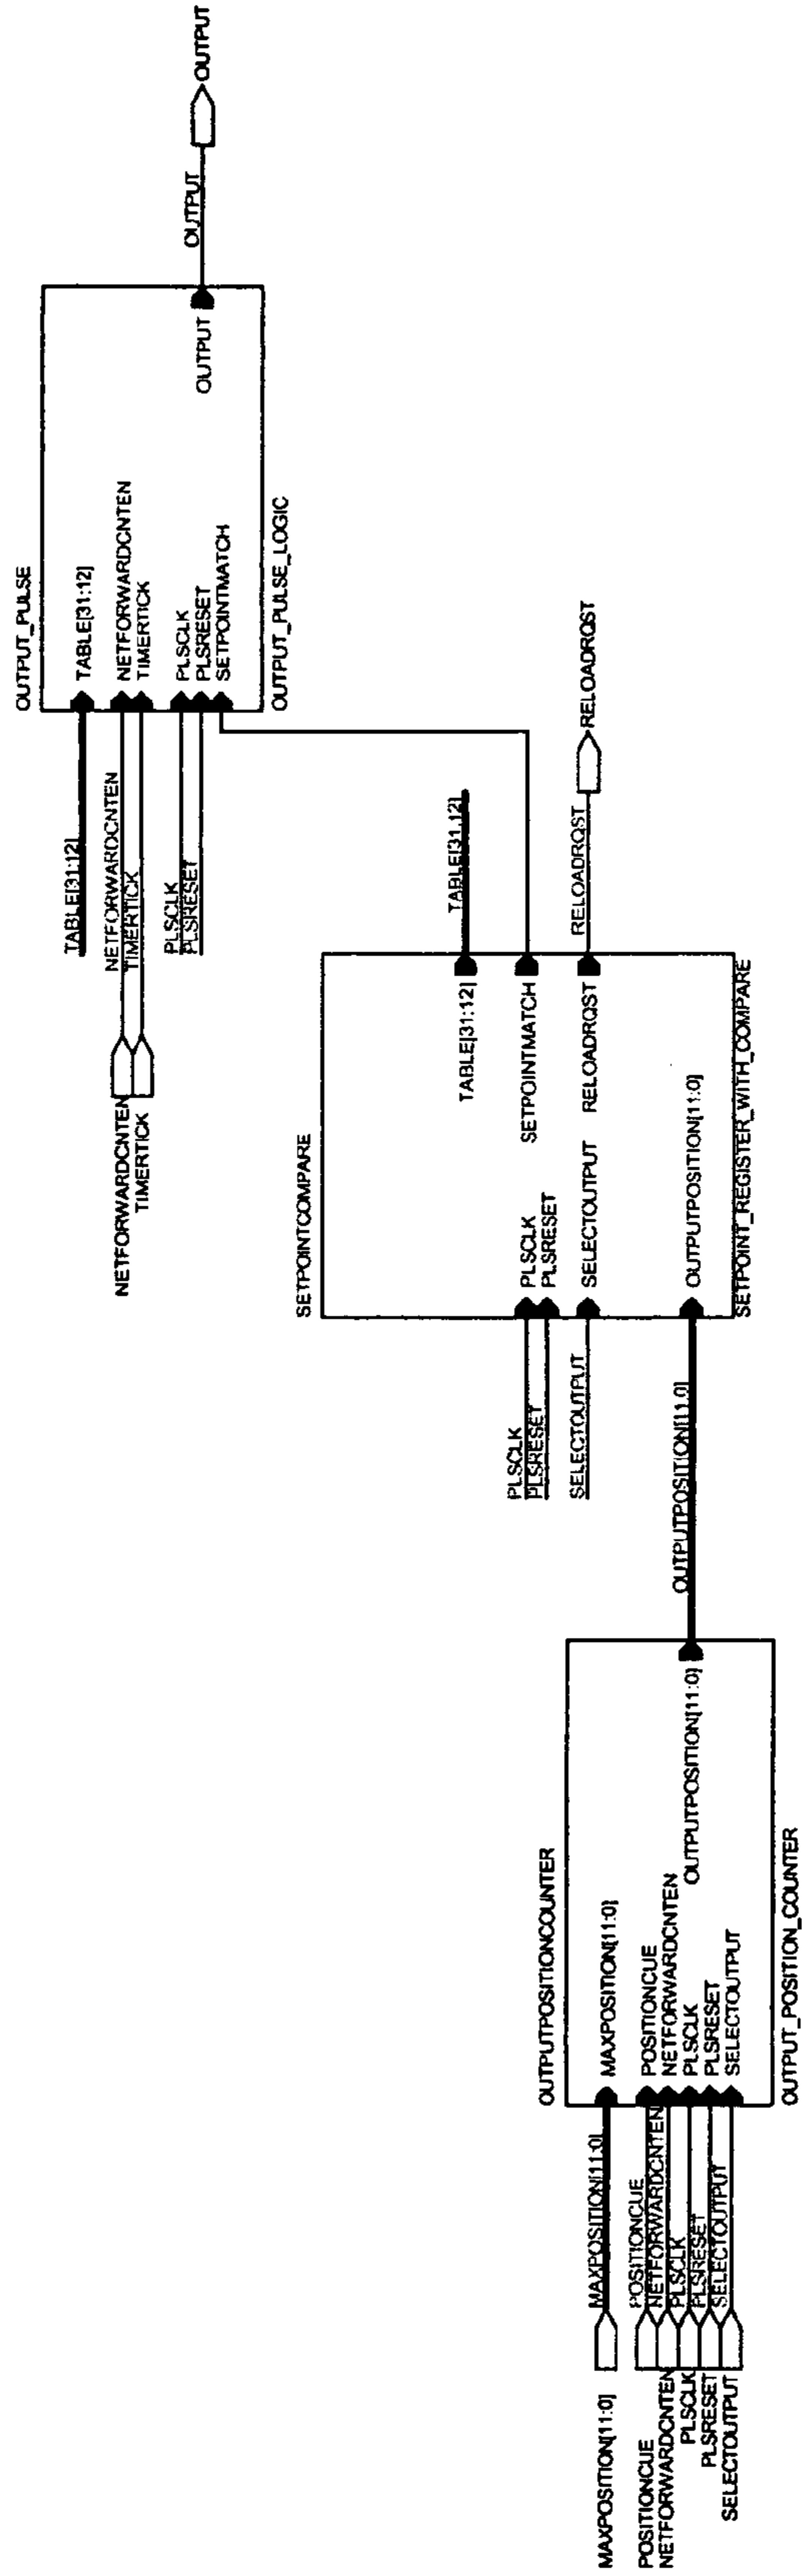 OUTPUT_PULSE
TABLE[31:12]
TABLE[31:12]
NETFORWARDCNTEN
NETFORWARDCNTEN
NETFORWARDCNTEN
TIMERTICK
TIMERTICK
TIMERTICK
PLSCLK
PLSCLK
PLSRESET
PLSRESET
SETPOINTMATCH
OUTPUT
OUTPUT
OUTPUT
OUTPUT_PULSE_LOGIC
SETPOINTCOMPARE
TABLE[31:12]
TABLE[31:12]
PLSCLK
PLSCLK
SETPOINTMATCH
PLSRESET
PLSRESET
SELECTOUTPUT
SELECTOUTPUT
RELOADRQST
RELOADRQST
RELOADRQST
OUTPUTPOSITION[11:0]
OUTPUTPOSITION[11:0]
SETPOINT_REGISTER_WITH_COMPARE
OUTPUTPOSITIONCOUNTER
MAXPOSITION[11:0]
MAXPOSITION[11:0]
MAXPOSITION[11:0]
POSITIONCUE
POSITIONCUE
POSITIONCUE
NETFORWARDCNTEN
NETFORWARDCNTEN
NETFORWARDCNTEN
PLSCLK
PLSCLK
PLSCLK
OUTPUTPOSITION[11:0]
PLSRESET
PLSRESET
PLSRESET
SELECTOUTPUT
SELECTOUTPUT
SELECTOUTPUT
OUTPUT_POSITION_COUNTER